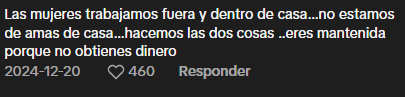 Las mujeres trabajamos fuera y dentro de casa...no estamos
de amas de casa...hacemos las dos cosas ..eres mantenida
porque no obtienes dinero
2024-12-20 460 Responder